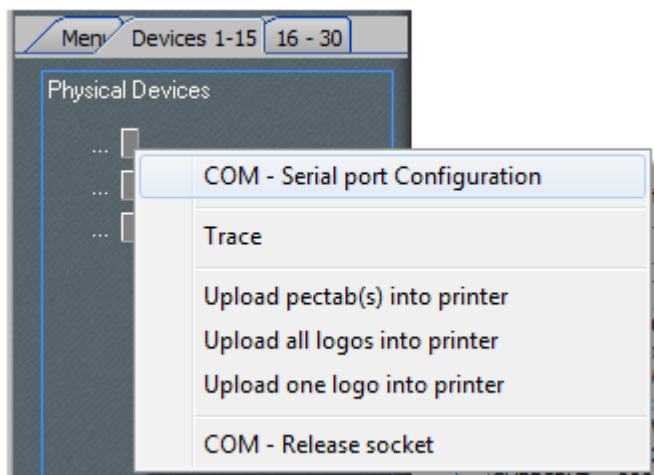 Menu Devices 1-15 16 - 30
Physical Devices
...
COM - Serial port Configuration
...
...
Trace
Upload pectab(s) into printer
Upload all logos into printer
Upload one logo into printer
COM - Release socket